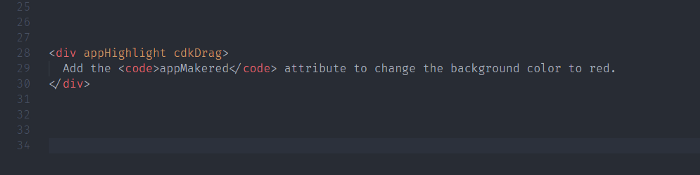 25
26
27
28 <div appHighlight cdkDrag>
29 Add the <code>appMakered</code> attribute to change the background color to red.
30 </div>
31
32
33
34